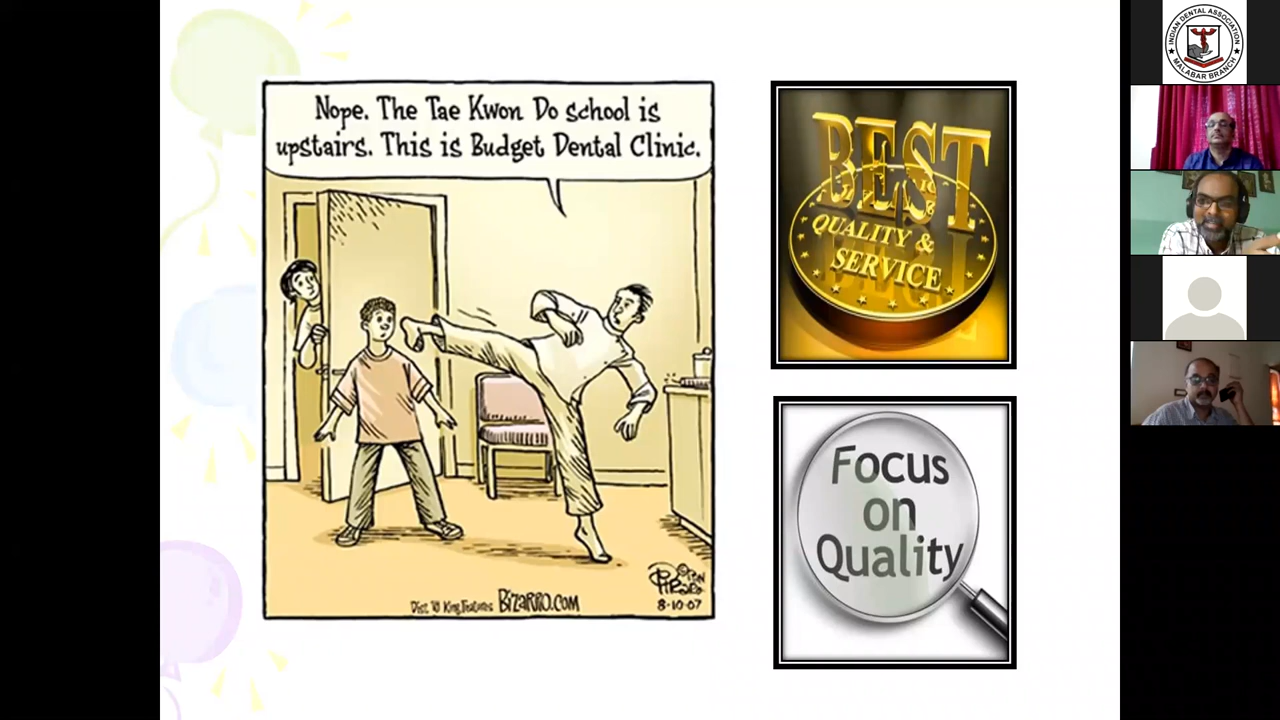 Nope. The Tae Kwon Do school is
upstairs. This is Budget Dental Clinic.
Dist. by King Features BIZARRO.COM
8-10-07
BEST
QUALITY &
SERVICE
Focus
on
Quality
INDIAN DENTAL ASSOCIATION
MALABAR BRANCH